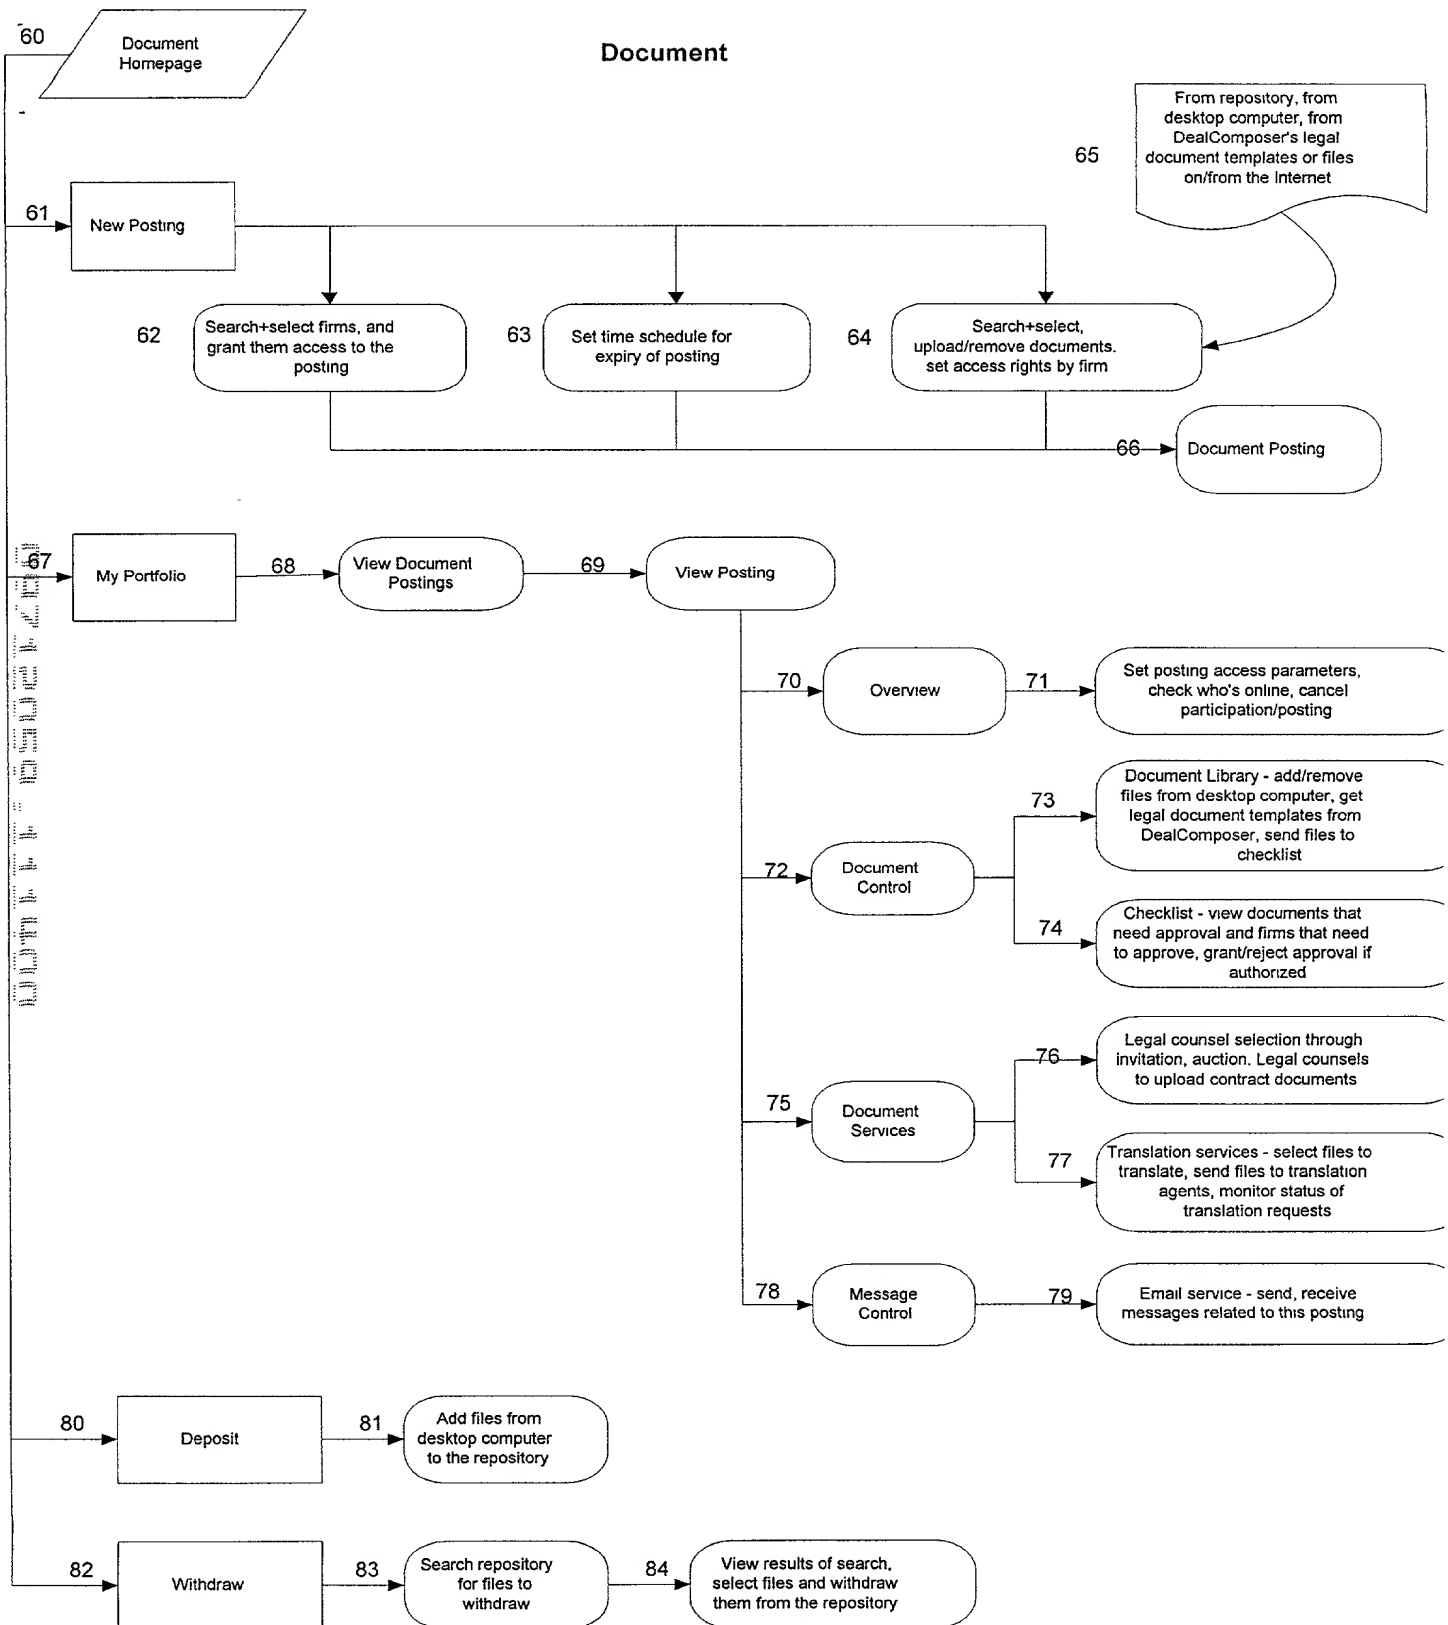 60
Document
Homepage
Document
From repository, from
desktop computer, from
DealComposer's legal
document templates or files
on/from the Internet
65
61
New Posting
62
Search+select firms, and
grant them access to the
posting
63
Set time schedule for
expiry of posting
64
Search+select,
upload/remove documents.
set access rights by firm
66
Document Posting
67
My Portfolio
68
View Document
Postings
69
View Posting
70
Overview
71
Set posting access parameters,
check who's online, cancel
participation/posting
72
Document
Control
73
Document Library - add/remove
files from desktop computer, get
legal document templates from
DealComposer, send files to
checklist
74
Checklist - view documents that
need approval and firms that need
to approve, grant/reject approval if
authorized
75
Document
Services
76
Legal counsel selection through
invitation, auction. Legal counsels
to upload contract documents
77
Translation services - select files to
translate, send files to translation
agents, monitor status of
translation requests
78
Message
Control
79
Email service - send, receive
messages related to this posting
80
Deposit
81
Add files from
desktop computer
to the repository
82
Withdraw
83
Search repository
for files to
withdraw
84
View results of search,
select files and withdraw
them from the repository